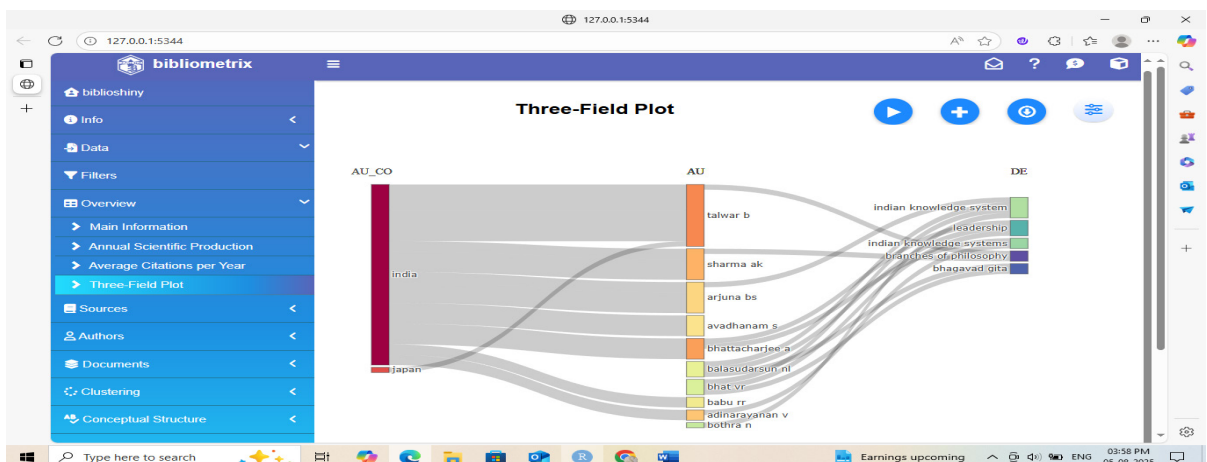 127.0.0.1:5344
127.0.0.1:5344
bibliometrix
biblioshiny
Info
Data
Filters
Overview
Main Information
Annual Scientific Production
Average Citations per Year
Three-Field Plot
Sources
Authors
Documents
Clustering
Conceptual Structure
Three-Field Plot
AU_CO
AU
DE
india
japan
talwar b
sharma ak
arjuna bs
avadhanam s
bhattacharjee a
balasudarsun nl
bhat vr
babu rr
adinarayanan v
bothra n
indian knowledge system
leadership
indian knowledge systems
branches of philosophy
bhagavad gita
Type here to search
Earnings upcoming
ENG
03:58 PM
05-08-2025